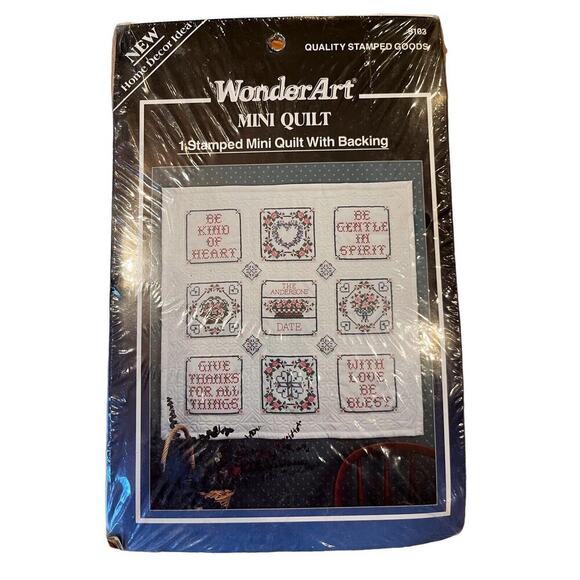 NEW
Home Decor Idea
6103
QUALITY STAMPED GOODS
WonderArt®
MINI QUILT
1 Stamped Mini Quilt With Backing
BE
KIND
OF
HEART
BE
GENTLE
IN
SPIRIT
THE
ANDERSONS
DATE
GIVE
THANKS
FOR ALL
THINGS
WITH
LOVE
BE
BLEST